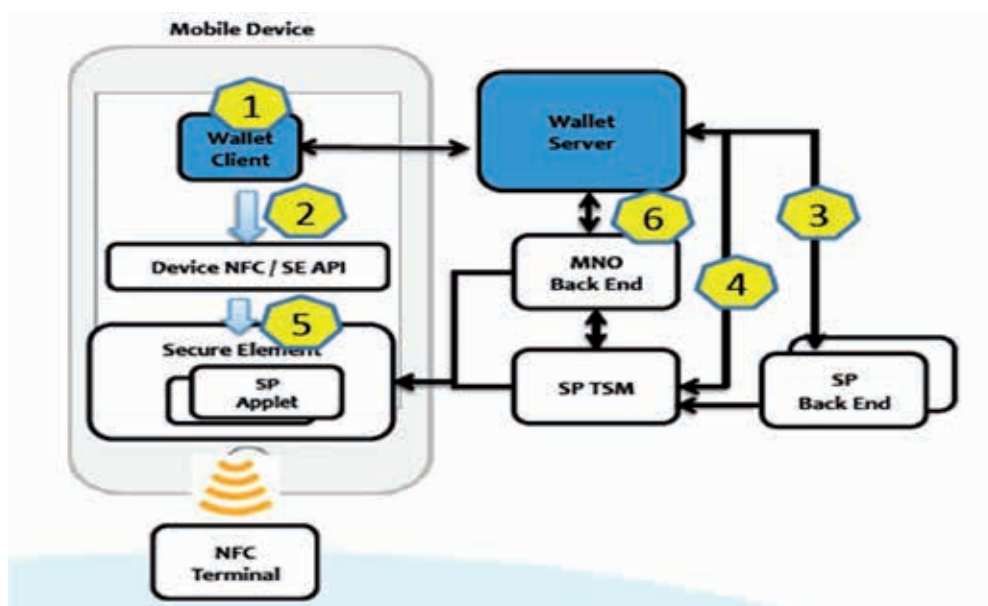 Mobile Device
1
Wallet
Client
Wallet
Server
2
6
3
Device NFC / SE API
MNO
Back End
4
5
Secure Element
SP
Applet
SP TSM
SP
Back End
NFC
Terminal